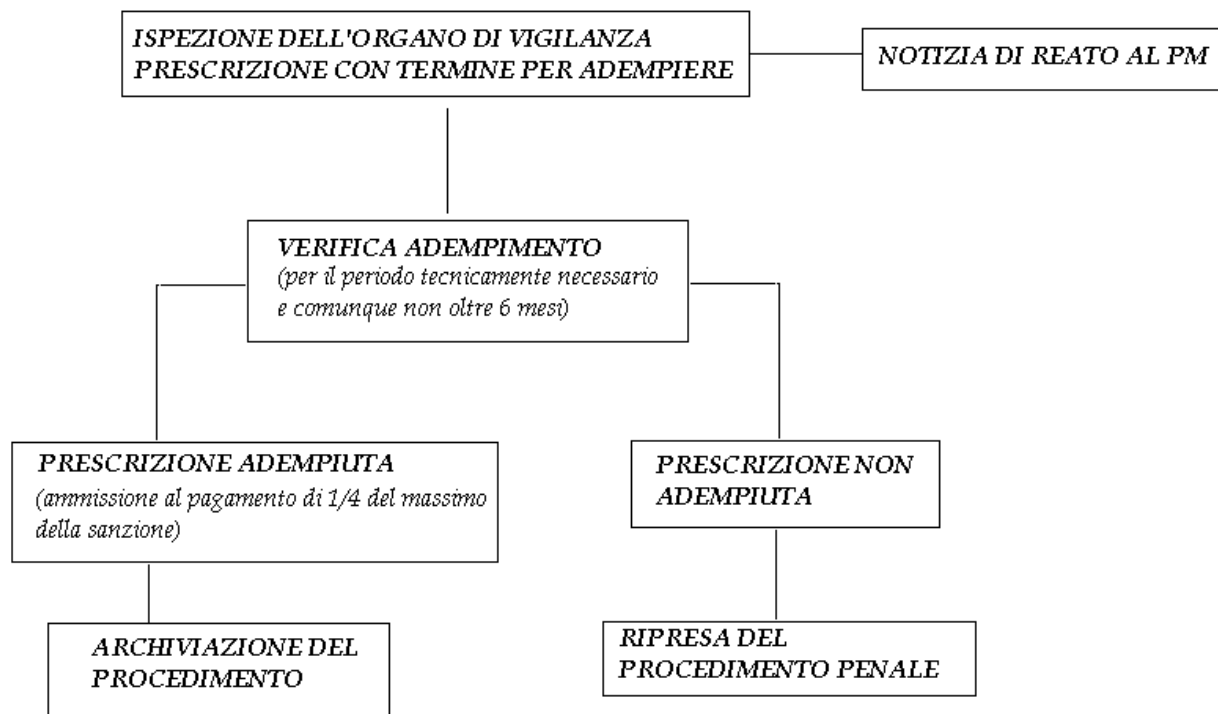 ISPEZIONE DELL'ORGANO DI VIGILANZA
PRESCRIZIONE CON TERMINE PER ADEMPIERE
NOTIZIA DI REATO AL PM
VERIFICA ADEMPIMENTO
(per il periodo tecnicamente necessario
e comunque non oltre 6 mesi)
PRESCRIZIONE ADEMPIUTA
(ammissione al pagamento di 1/4 del massimo
della sanzione)
PRESCRIZIONE NON
ADEMPIUTA
ARCHIVIAZIONE DEL
PROCEDIMENTO
RIPRESA DEL
PROCEDIMENTO PENALE